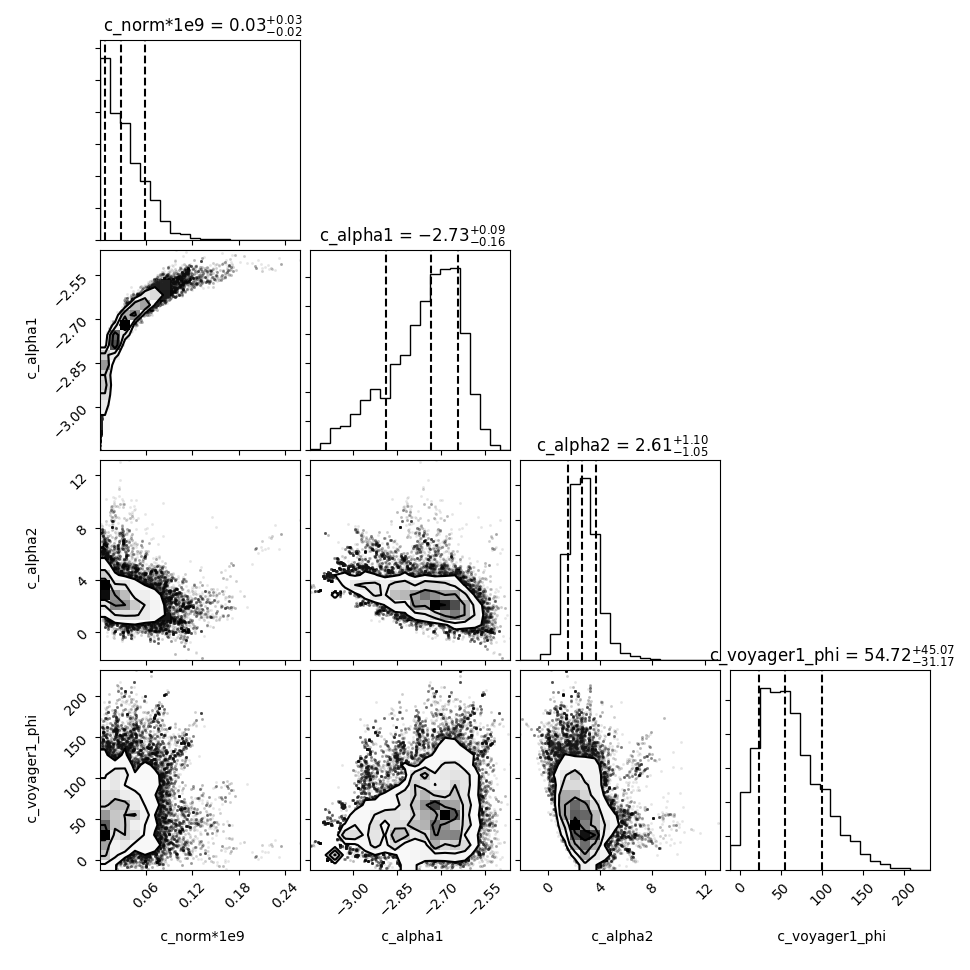 c_norm*1e9 = 0.03^{+0.03}_{−0.02}
c_alpha1 = −2.73^{+0.09}_{−0.16}
−2.55
−2.70
−2.85
−3.00
c_alpha1
c_alpha2 = 2.61^{+1.10}_{−1.05}
12
8
4
0
c_alpha2
c_voyager1_phi = 54.72^{+45.07}_{−31.17}
200
150
100
50
0
c_voyager1_phi
0.06 0.12 0.18 0.24 −3.00 −2.85 −2.70 −2.55 0 4 8 12 0 50 100 150 200
c_norm*1e9 c_alpha1 c_alpha2 c_voyager1_phi